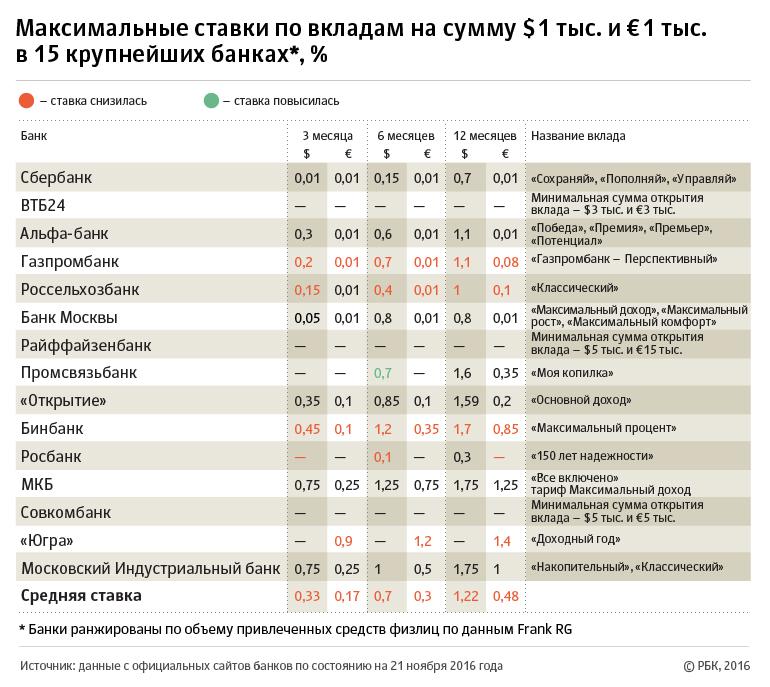 Максимальные ставки по вкладам на сумму $1 тыс. и €1 тыс.
в 15 крупнейших банках*, %
– ставка снизилась – ставка повысилась
Банк 3 месяца 6 месяцев 12 месяцев Название вклада
$ € $ € $ €
Сбербанк 0,01 0,01 0,15 0,01 0,7 0,01 «Сохраняй», «Пополняй», «Управляй»
ВТБ24 — — — — — — Минимальная сумма открытия
вклада – $3 тыс. и €3 тыс.
Альфа-банк 0,3 0,01 0,6 0,01 1,1 0,01 «Победа», «Премия», «Премьер»,
«Потенциал»
Газпромбанк 0,2 0,01 0,7 0,01 1,1 0,08 «Газпромбанк – Перспективный»
Россельхозбанк 0,15 0,01 0,4 0,01 1 0,1 «Классический»
Банк Москвы 0,05 0,01 0,8 0,01 0,8 0,01 «Максимальный доход», «Максимальный
рост», «Максимальный комфорт»
Райффайзенбанк — — — — — — Минимальная сумма открытия
вклада – $5 тыс. и €15 тыс.
Промсвязьбанк — — 0,7 — 1,6 0,35 «Моя копилка»
«Открытие» 0,35 0,1 0,85 0,1 1,59 0,2 «Основной доход»
Бинбанк 0,45 0,1 1,2 0,35 1,7 0,85 «Максимальный процент»
Росбанк — — 0,1 — 0,3 — «150 лет надежности»
МКБ 0,75 0,25 1,25 0,75 1,75 1,25 «Все включено»
тариф Максимальный доход
Совкомбанк — — — — — — Минимальная сумма открытия
вклада – $5 тыс. и €5 тыс.
«Югра» — 0,9 — 1,2 — 1,4 «Доходный год»
Московский Индустриальный банк 0,75 0,25 1 0,5 1,75 1 «Накопительный», «Классический»
Средняя ставка 0,33 0,17 0,7 0,3 1,22 0,48
* Банки ранжированы по объему привлеченных средств физлиц по данным Frank RG
Источник: данные с официальных сайтов банков по состоянию на 21 ноября 2016 года © РБК, 2016